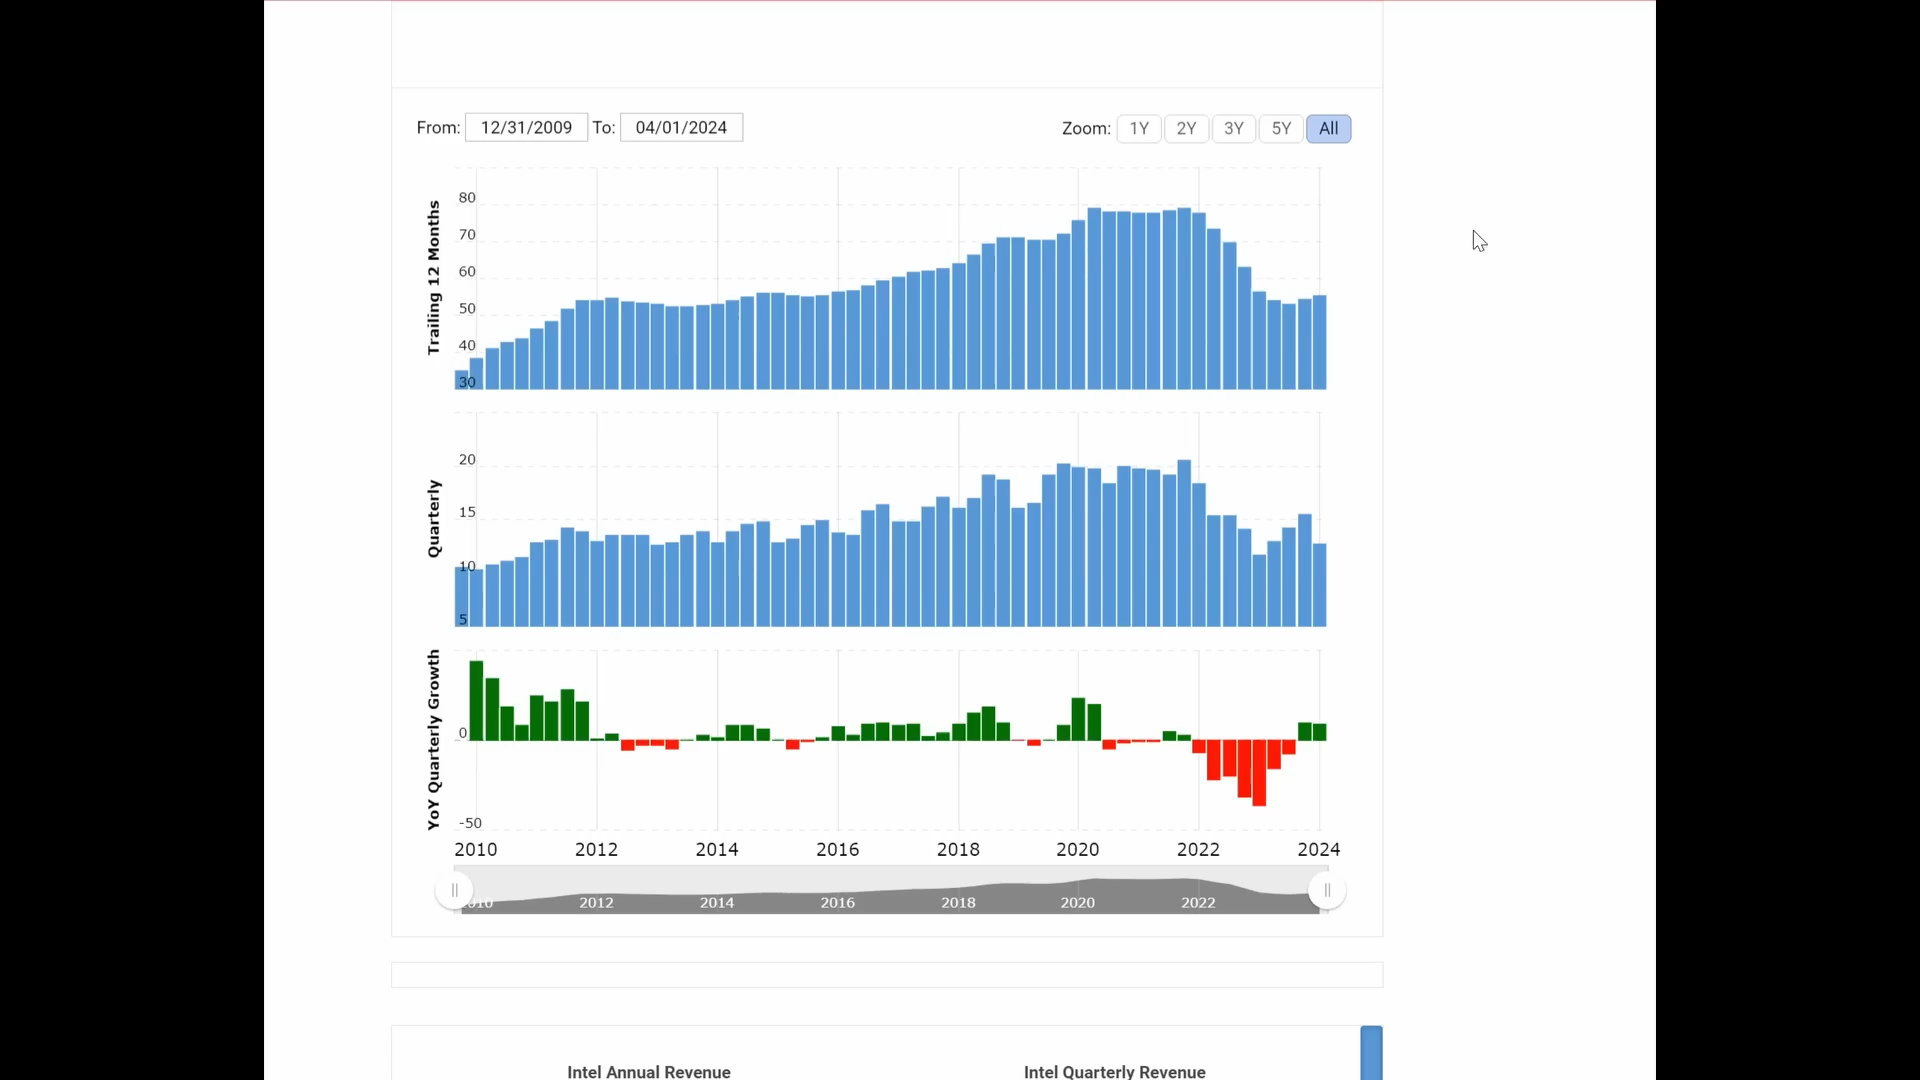 From: 12/31/2009 To: 04/01/2024 Zoom: 1Y 2Y 3Y 5Y All
Trailing 12 Months
80
70
60
50
40
30
Quarterly
20
15
10
5
YoY Quarterly Growth
0
-50
2010 2012 2014 2016 2018 2020 2022 2024
2010 2012 2014 2016 2018 2020 2022
Intel Annual Revenue Intel Quarterly Revenue